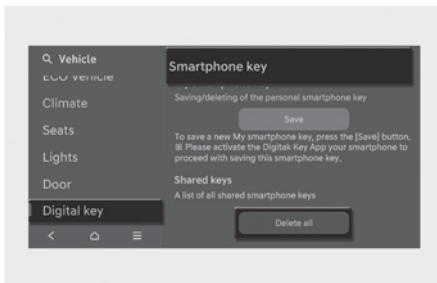 Vehicle
ECO vehicle
Climate
Seats
Lights
Door
Digital key
Smartphone key
Saving/deleting of the personal smartphone key
Save
To save a new My smartphone key, press the [Save] button.
⊞ Please activate the Digitak Key App your smartphone to
proceed with saving this smartphone key.
Shared keys
A list of all shared smartphone keys
Delete all